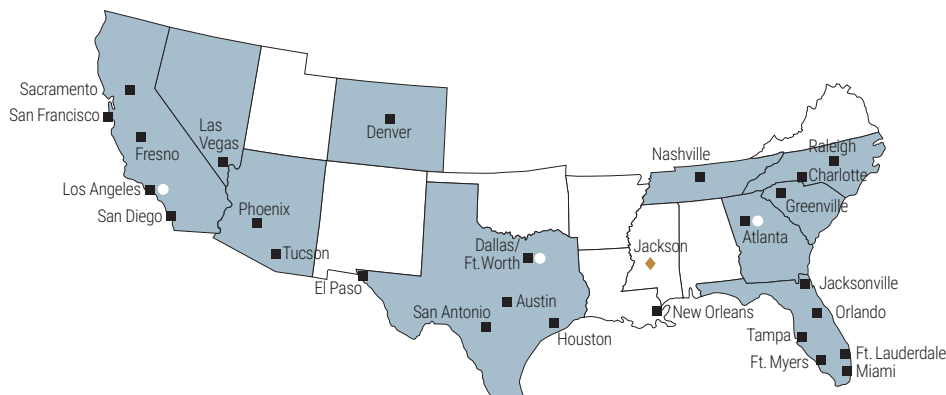 Sacramento
San Francisco
Fresno
Las
Vegas
Los Angeles
San Diego
Phoenix
Tucson
Denver
El Paso
Dallas/
Ft.Worth
Austin
San Antonio
Houston
Nashville
Jackson
New Orleans
Raleigh
Charlotte
Greenville
Atlanta
Jacksonville
Orlando
Tampa
Ft. Lauderdale
Ft. Myers
Miami